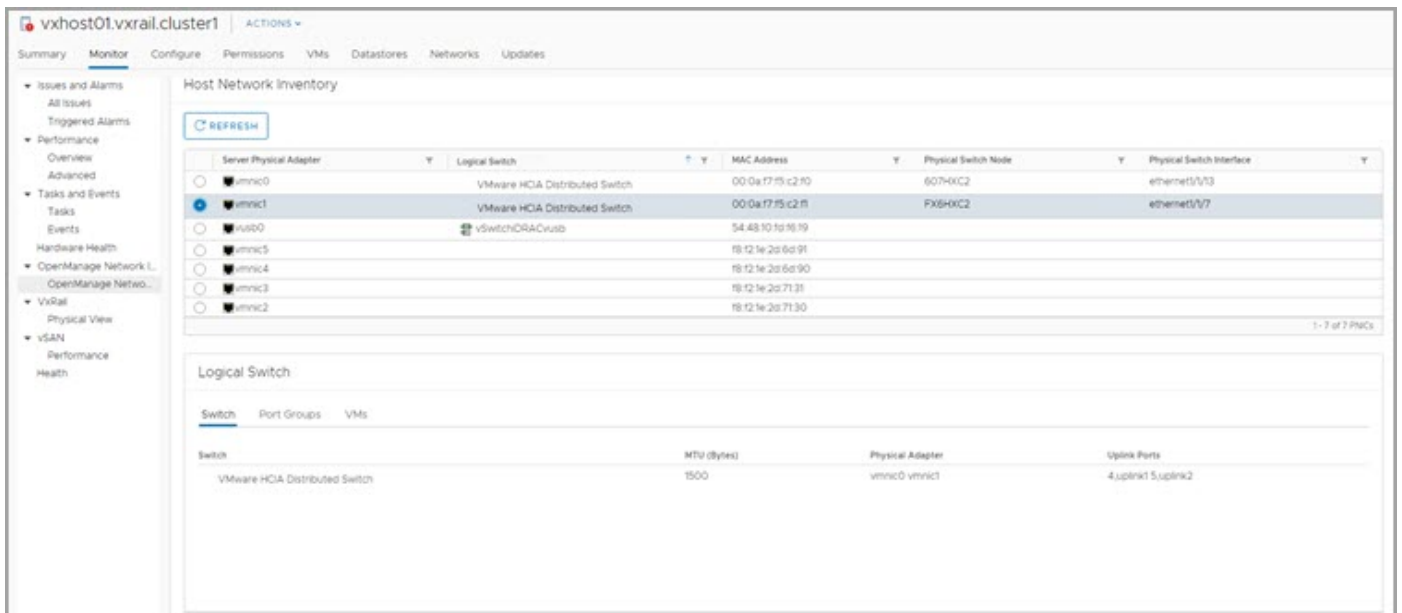 vxhost01.vxrail.cluster1 ACTIONS
Summary Monitor Configure Permissions VMs Datastores Networks Updates
Issues and Alarms
All Issues
Triggered Alarms
Performance
Overview
Advanced
Tasks and Events
Tasks
Events
Hardware Health
OpenManage Network I...
OpenManage Netwo...
VxRail
Physical View
vSAN
Performance
Health
Host Network Inventory
REFRESH
Server Physical Adapter Logical Switch MAC Address Physical Switch Node Physical Switch Interface
vmnic0 VMware HCIA Distributed Switch 00:0a:f7:f5:c2:f0 607HXC2 ethernet1/1/13
vmnic1 VMware HCIA Distributed Switch 00:0a:f7:f5:c2:f1 FX6HXC2 ethernet1/1/7
vusb0 vSwitchiDRACvusb 54:48:10:fd:16:19
vmnic5 f8:f2:1e:2d:6d:91
vmnic4 f8:f2:1e:2d:6d:90
vmnic3 f8:f2:1e:2d:71:31
vmnic2 f8:f2:1e:2d:71:30
1 - 7 of 7 PNICs
Logical Switch
Switch Port Groups VMs
Switch MTU (Bytes) Physical Adapter Uplink Ports
VMware HCIA Distributed Switch 1500 vmnic0 vmnic1 4,uplink1 5,uplink2